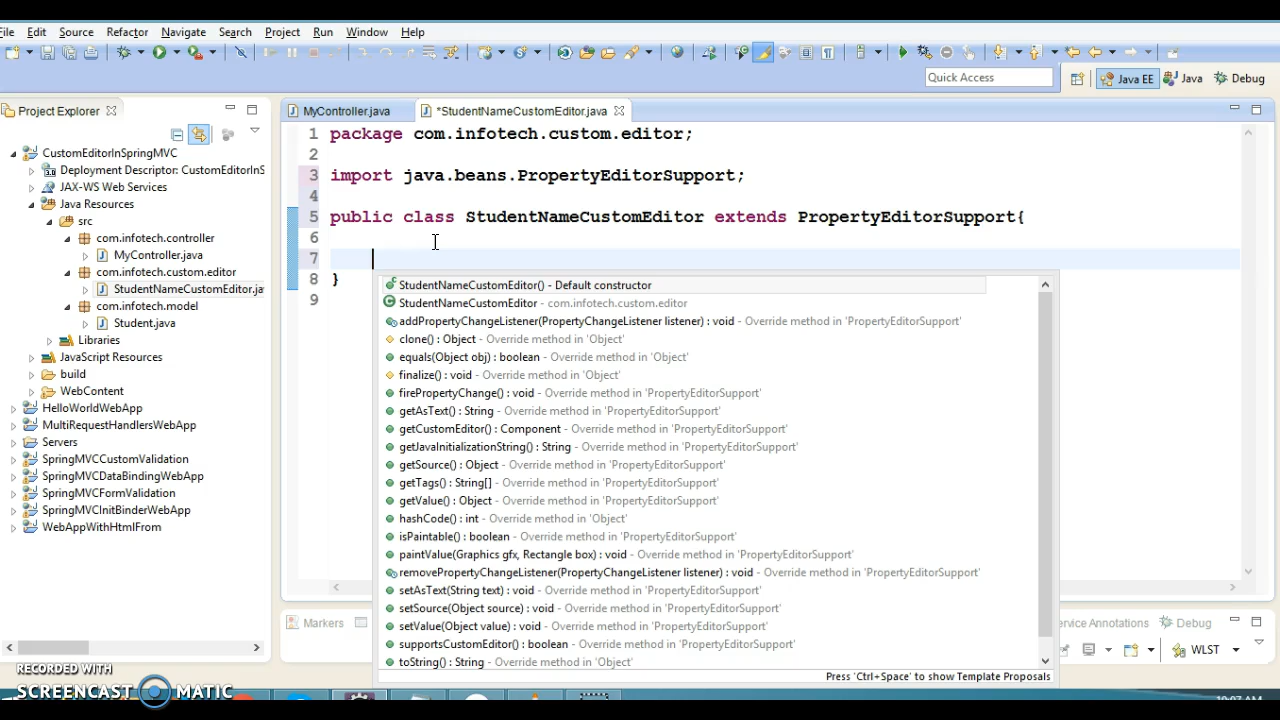 File Edit Source Refactor Navigate Search Project Run Window Help
Quick Access
Java EE Java Debug
Project Explorer
MyController.java
*StudentNameCustomEditor.java
CustomEditorInSpringMVC
Deployment Descriptor: CustomEditorInS
JAX-WS Web Services
Java Resources
src
com.infotech.controller
MyController.java
com.infotech.custom.editor
StudentNameCustomEditor.ja
com.infotech.model
Student.java
Libraries
JavaScript Resources
build
WebContent
HelloWorldWebApp
MultiRequestHandlersWebApp
Servers
SpringMVCCustomValidation
SpringMVCDataBindingWebApp
SpringMVCFormValidation
SpringMVCInitBinderWebApp
WebAppWithHtmlFrom
1 package com.infotech.custom.editor;
2
3 import java.beans.PropertyEditorSupport;
4
5 public class StudentNameCustomEditor extends PropertyEditorSupport{
6
7
8 }
9
StudentNameCustomEditor() - Default constructor
StudentNameCustomEditor - com.infotech.custom.editor
addPropertyChangeListener(PropertyChangeListener listener) : void - Override method in 'PropertyEditorSupport'
clone() : Object - Override method in 'Object'
equals(Object obj) : boolean - Override method in 'Object'
finalize() : void - Override method in 'Object'
firePropertyChange() : void - Override method in 'PropertyEditorSupport'
getAsText() : String - Override method in 'PropertyEditorSupport'
getCustomEditor() : Component - Override method in 'PropertyEditorSupport'
getJavaInitializationString() : String - Override method in 'PropertyEditorSupport'
getSource() : Object - Override method in 'PropertyEditorSupport'
getTags() : String[] - Override method in 'PropertyEditorSupport'
getValue() : Object - Override method in 'PropertyEditorSupport'
hashCode() : int - Override method in 'Object'
isPaintable() : boolean - Override method in 'PropertyEditorSupport'
paintValue(Graphics gfx, Rectangle box) : void - Override method in 'PropertyEditorSupport'
removePropertyChangeListener(PropertyChangeListener listener) : void - Override method in 'PropertyEditorSupport'
setAsText(String text) : void - Override method in 'PropertyEditorSupport'
setSource(Object source) : void - Override method in 'PropertyEditorSupport'
setValue(Object value) : void - Override method in 'PropertyEditorSupport'
supportsCustomEditor() : boolean - Override method in 'PropertyEditorSupport'
toString() : String - Override method in 'Object'
Press 'Ctrl+Space' to show Template Proposals
Markers
ervice Annotations Debug
WLST
RECORDED WITH
SCREENCAST MATIC